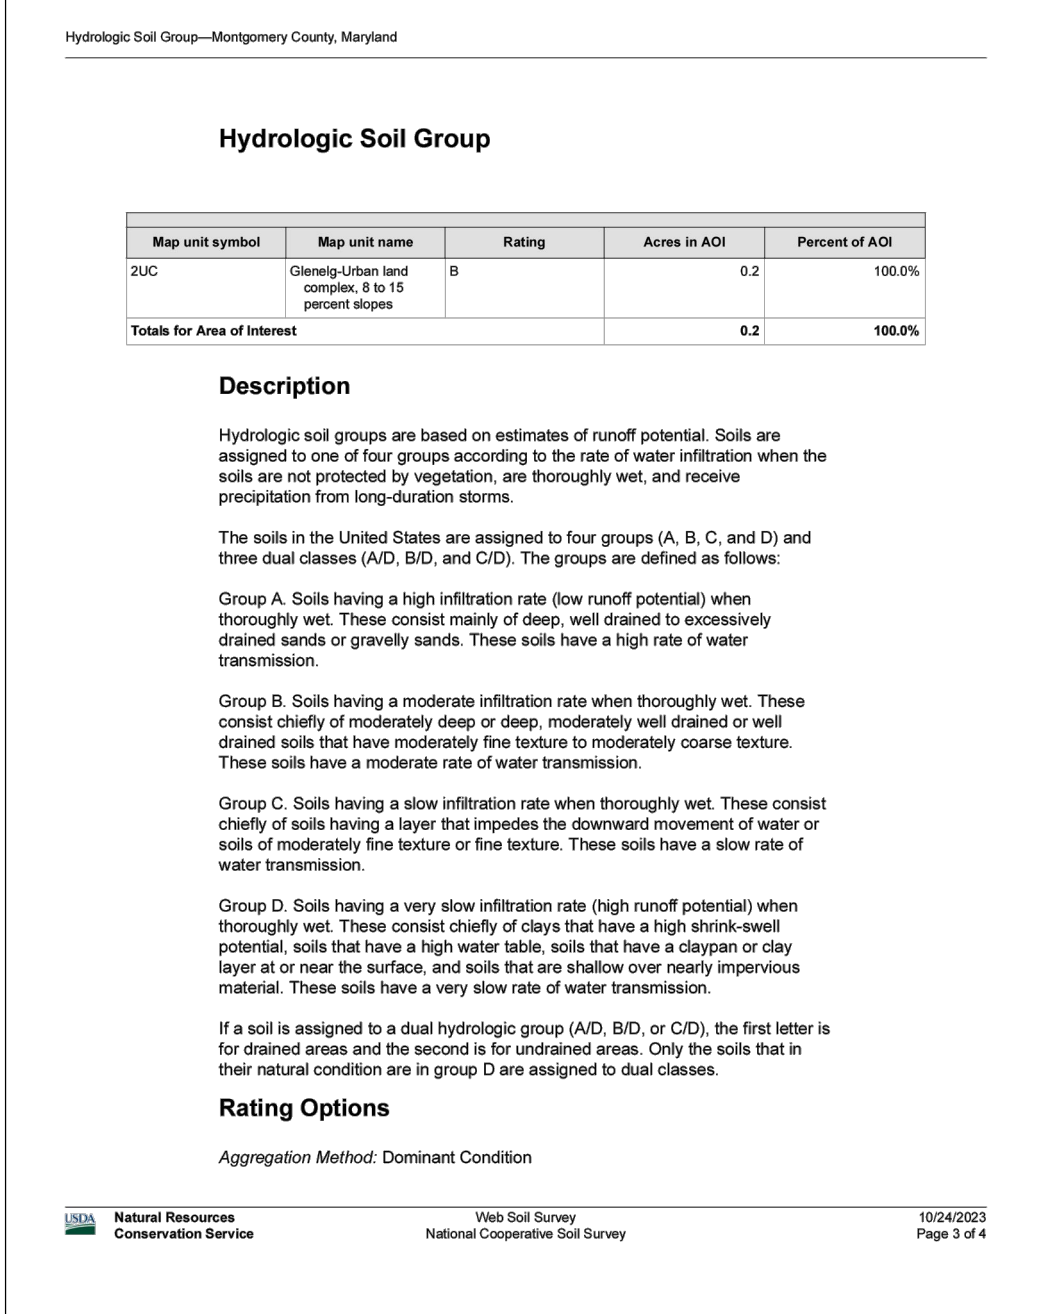 Hydrologic Soil Group—Montgomery County, Maryland
Hydrologic Soil Group
Map unit symbol Map unit name Rating Acres in AOI Percent of AOI
2UC Glenelg-Urban land B 0.2 100.0%
complex, 8 to 15
percent slopes
Totals for Area of Interest 0.2 100.0%
Description
Hydrologic soil groups are based on estimates of runoff potential. Soils are
assigned to one of four groups according to the rate of water infiltration when the
soils are not protected by vegetation, are thoroughly wet, and receive
precipitation from long-duration storms.
The soils in the United States are assigned to four groups (A, B, C, and D) and
three dual classes (A/D, B/D, and C/D). The groups are defined as follows:
Group A. Soils having a high infiltration rate (low runoff potential) when
thoroughly wet. These consist mainly of deep, well drained to excessively
drained sands or gravelly sands. These soils have a high rate of water
transmission.
Group B. Soils having a moderate infiltration rate when thoroughly wet. These
consist chiefly of moderately deep or deep, moderately well drained or well
drained soils that have moderately fine texture to moderately coarse texture.
These soils have a moderate rate of water transmission.
Group C. Soils having a slow infiltration rate when thoroughly wet. These consist
chiefly of soils having a layer that impedes the downward movement of water or
soils of moderately fine texture or fine texture. These soils have a slow rate of
water transmission.
Group D. Soils having a very slow infiltration rate (high runoff potential) when
thoroughly wet. These consist chiefly of clays that have a high shrink-swell
potential, soils that have a high water table, soils that have a claypan or clay
layer at or near the surface, and soils that are shallow over nearly impervious
material. These soils have a very slow rate of water transmission.
If a soil is assigned to a dual hydrologic group (A/D, B/D, or C/D), the first letter is
for drained areas and the second is for undrained areas. Only the soils that in
their natural condition are in group D are assigned to dual classes.
Rating Options
Aggregation Method: Dominant Condition
USDA Natural Resources Web Soil Survey 10/24/2023
Conservation Service National Cooperative Soil Survey Page 3 of 4